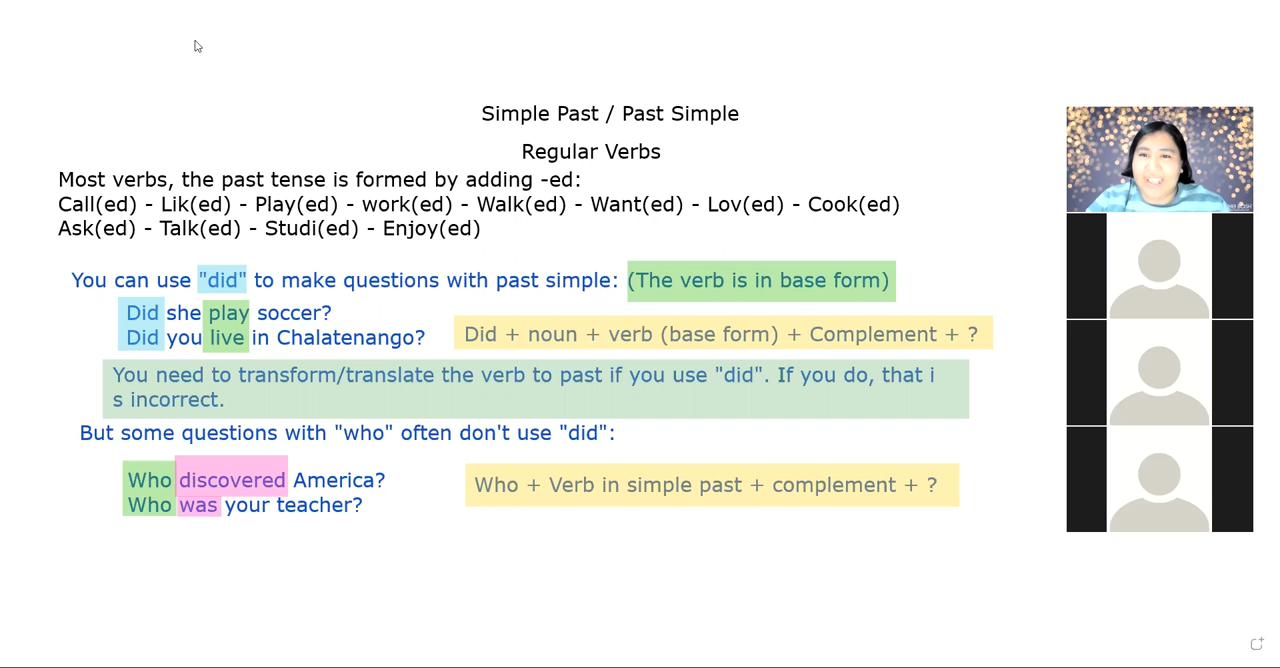 Simple Past / Past Simple
Regular Verbs
Most verbs, the past tense is formed by adding -ed:
Call(ed) - Lik(ed) - Play(ed) - work(ed) - Walk(ed) - Want(ed) - Lov(ed) - Cook(ed)
Ask(ed) - Talk(ed) - Studi(ed) - Enjoy(ed)
You can use "did" to make questions with past simple: (The verb is in base form)
Did she play soccer?
Did you live in Chalatenango?
Did + noun + verb (base form) + Complement + ?
You need to transform/translate the verb to past if you use "did". If you do, that i
s incorrect.
But some questions with "who" often don't use "did":
Who discovered America?
Who was your teacher?
Who + Verb in simple past + complement + ?